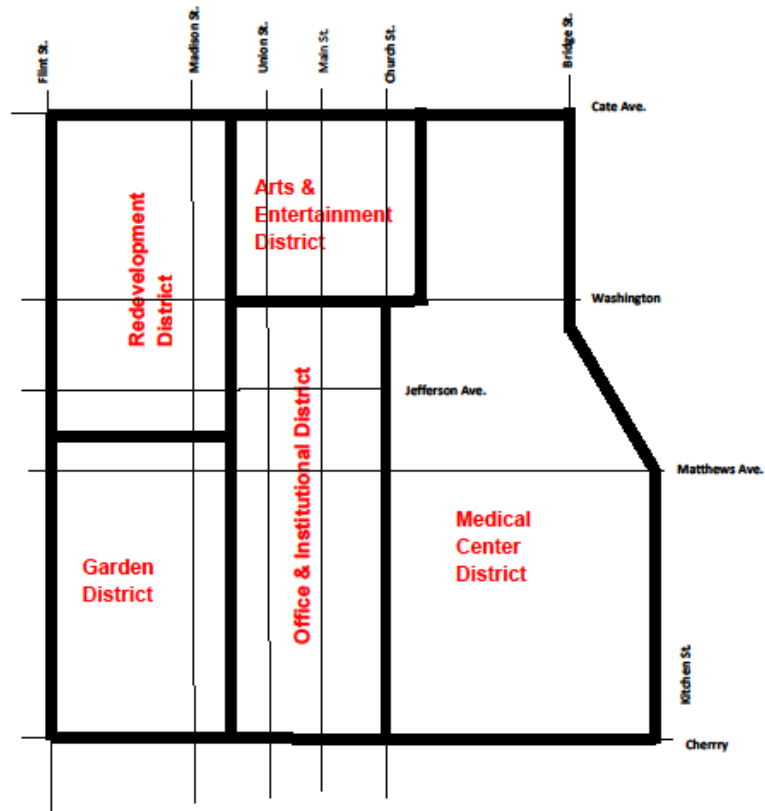 Flint St.
Madison St.
Union St.
Main St.
Church St.
Bridge St.
Cate Ave.
Arts &
Entertainment
District
Redevelopment
District
Washington
Jefferson Ave.
Office & Institutional District
Matthews Ave.
Medical
Center
District
Garden
District
Kitchen St.
Cherrry